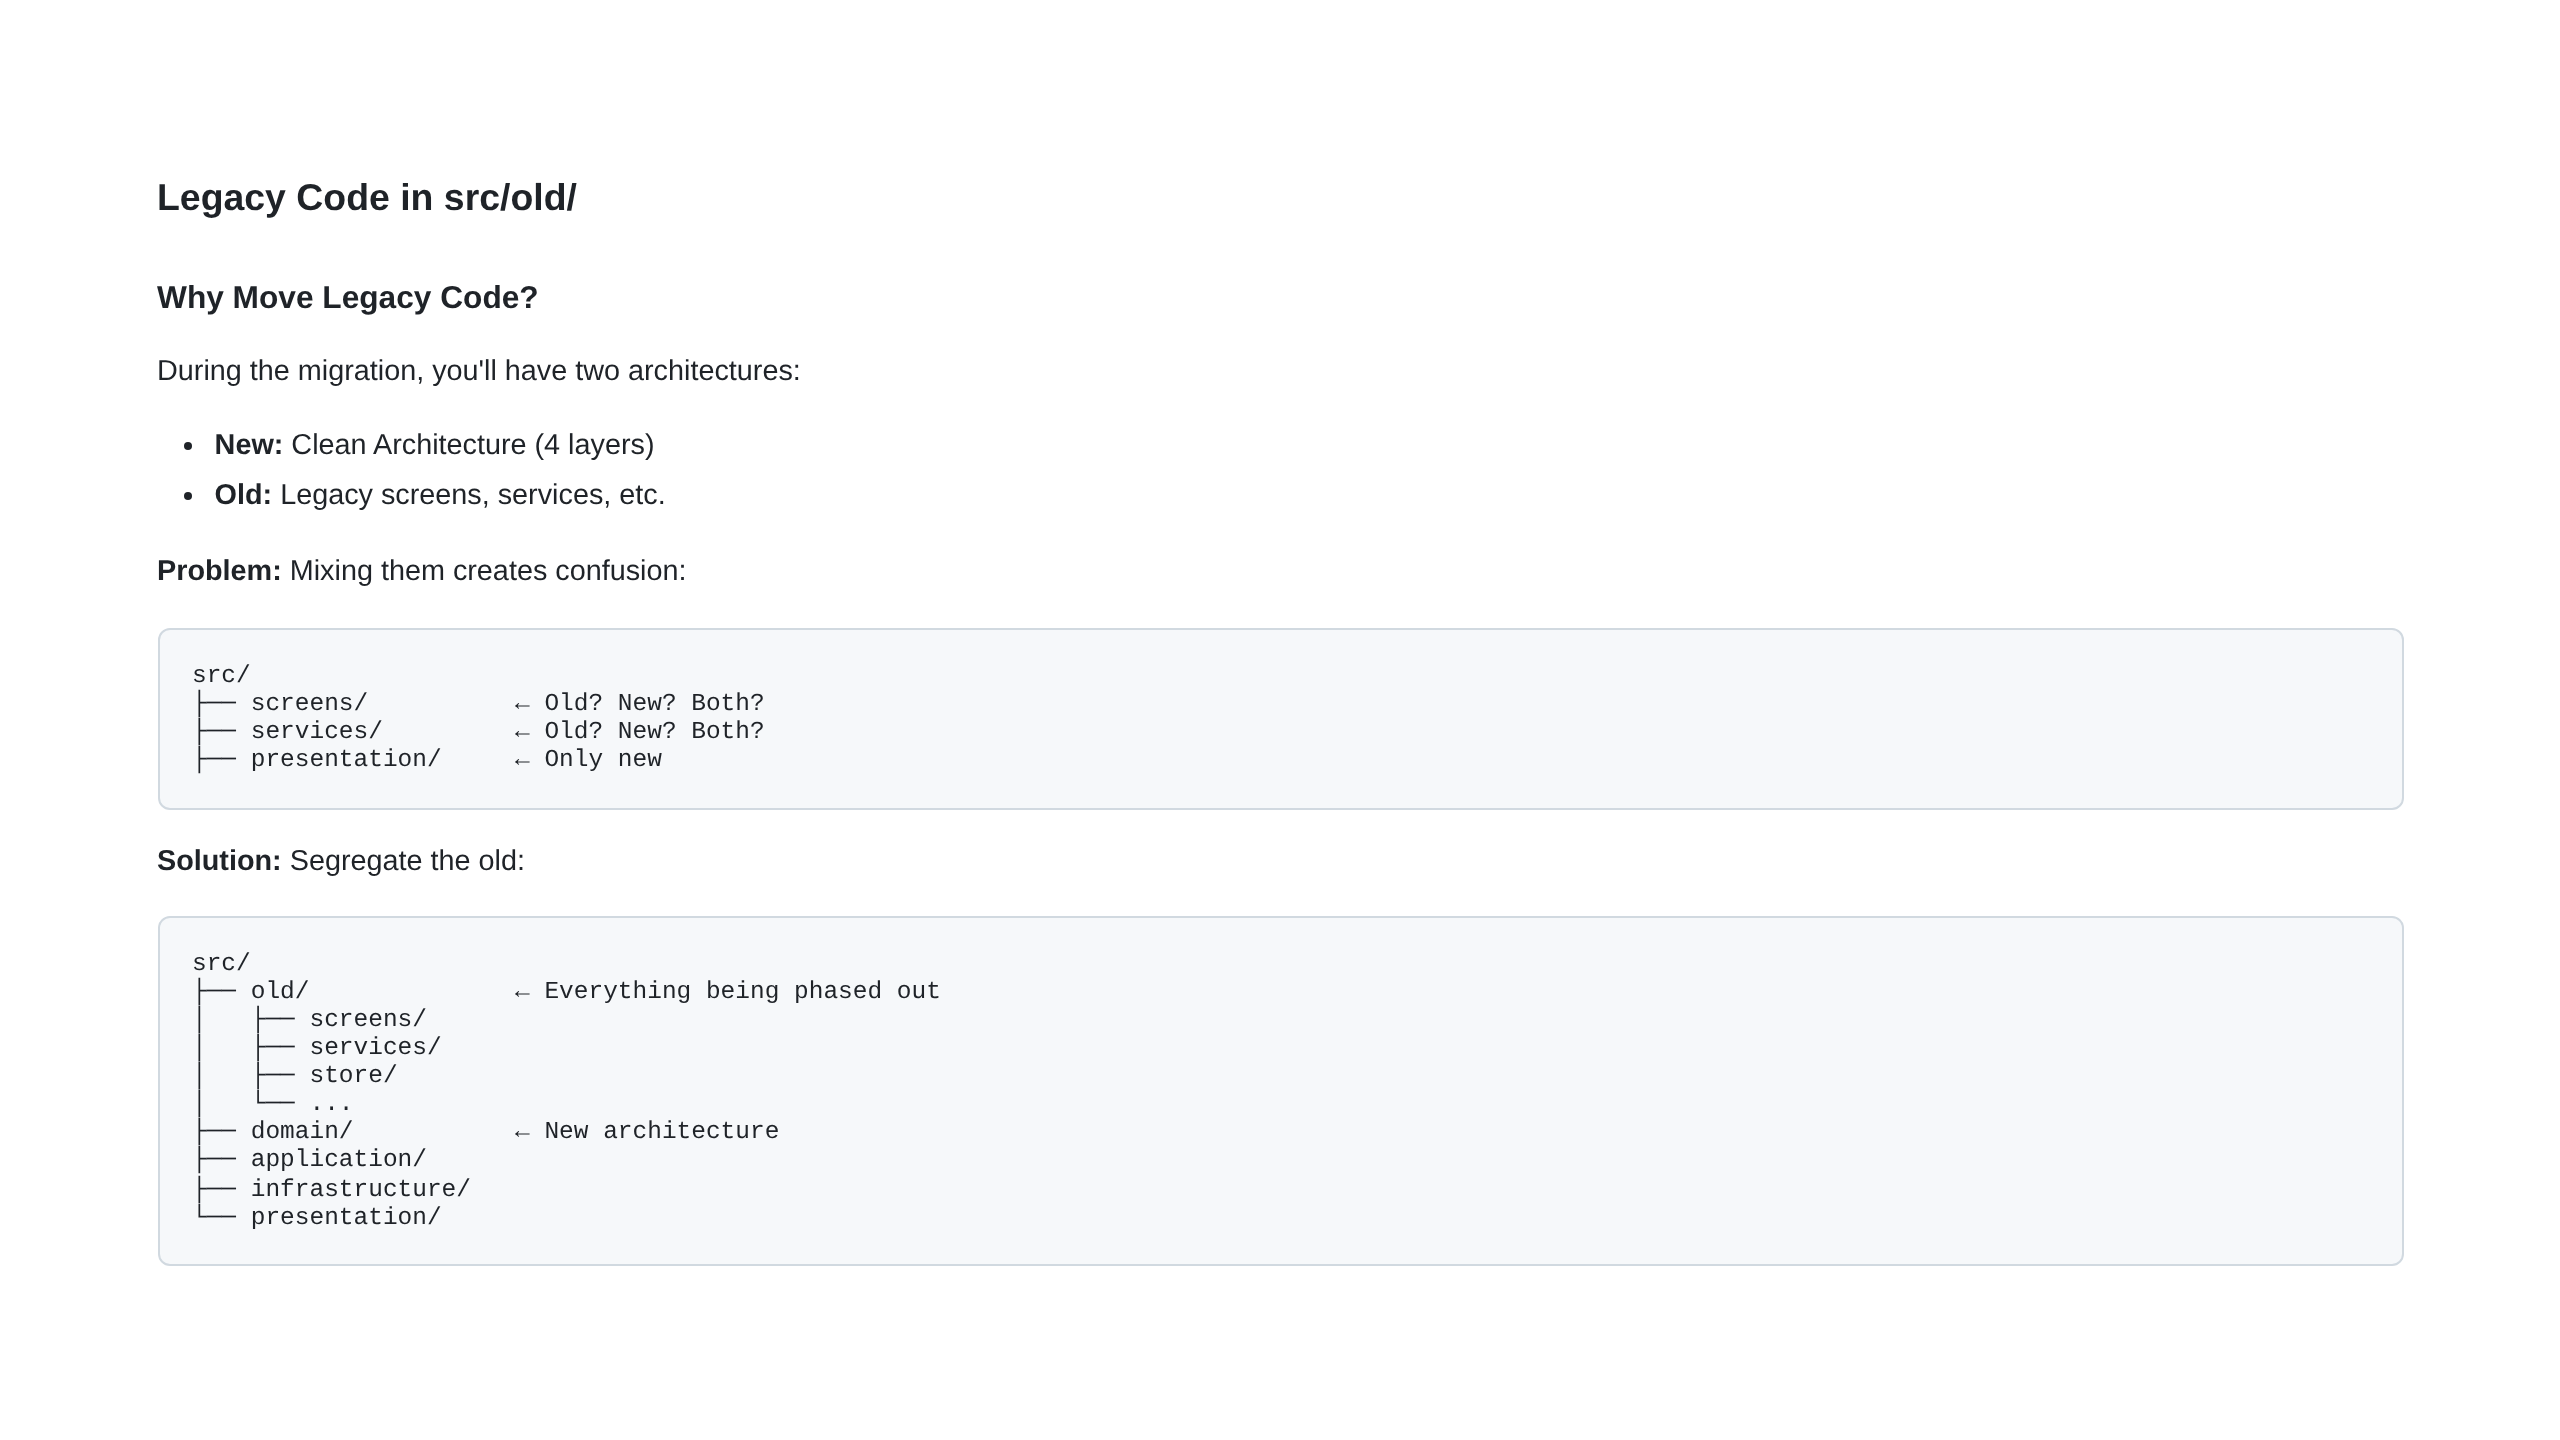 Legacy Code in src/old/
Why Move Legacy Code?
During the migration, you'll have two architectures:
• New: Clean Architecture (4 layers)
• Old: Legacy screens, services, etc.
Problem: Mixing them creates confusion:
src/
├── screens/          ← Old? New? Both?
├── services/         ← Old? New? Both?
├── presentation/     ← Only new
Solution: Segregate the old:
src/
├── old/              ← Everything being phased out
│   ├── screens/
│   ├── services/
│   ├── store/
│   └── ...
├── domain/           ← New architecture
├── application/
├── infrastructure/
└── presentation/